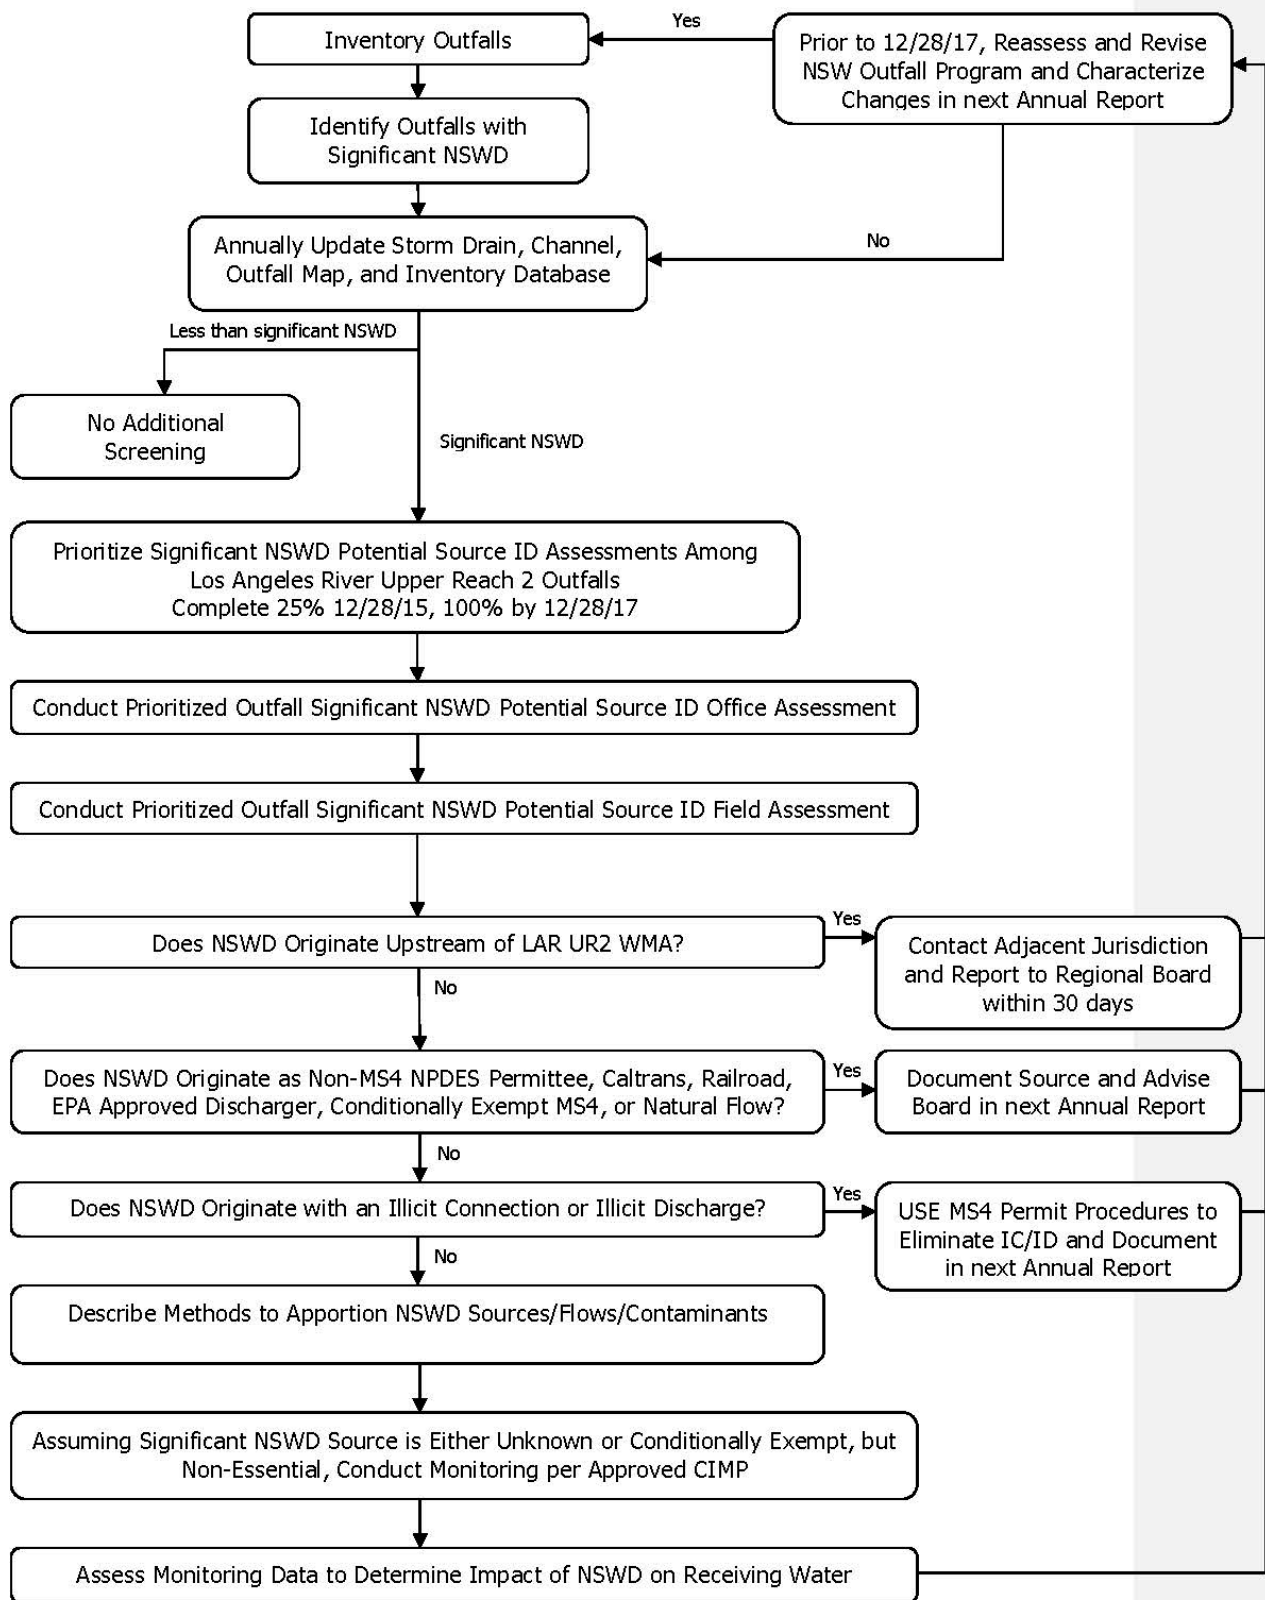 Inventory Outfalls
Yes
Prior to 12/28/17, Reassess and Revise
NSW Outfall Program and Characterize
Changes in next Annual Report
Identify Outfalls with
Significant NSWD
Annually Update Storm Drain, Channel,
Outfall Map, and Inventory Database
No
Less than significant NSWD
No Additional
Screening
Significant NSWD
Prioritize Significant NSWD Potential Source ID Assessments Among
Los Angeles River Upper Reach 2 Outfalls
Complete 25% 12/28/15, 100% by 12/28/17
Conduct Prioritized Outfall Significant NSWD Potential Source ID Office Assessment
Conduct Prioritized Outfall Significant NSWD Potential Source ID Field Assessment
Does NSWD Originate Upstream of LAR UR2 WMA?
Yes
Contact Adjacent Jurisdiction
and Report to Regional Board
within 30 days
No
Does NSWD Originate as Non-MS4 NPDES Permittee, Caltrans, Railroad,
EPA Approved Discharger, Conditionally Exempt MS4, or Natural Flow?
Yes
Document Source and Advise
Board in next Annual Report
No
Does NSWD Originate with an Illicit Connection or Illicit Discharge?
Yes
USE MS4 Permit Procedures to
Eliminate IC/ID and Document
in next Annual Report
No
Describe Methods to Apportion NSWD Sources/Flows/Contaminants
Assuming Significant NSWD Source is Either Unknown or Conditionally Exempt, but
Non-Essential, Conduct Monitoring per Approved CIMP
Assess Monitoring Data to Determine Impact of NSWD on Receiving Water